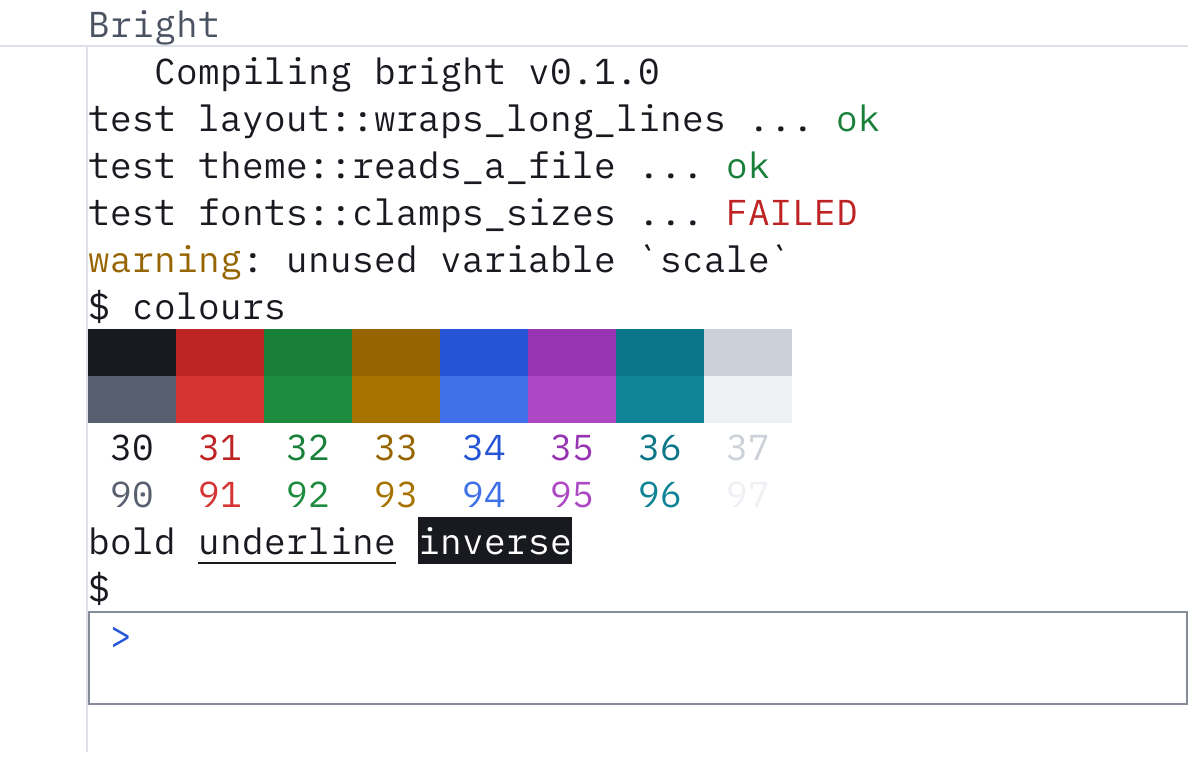 Bright
Compiling bright v0.1.0
test layout::wraps_long_lines ... ok
test theme::reads_a_file ... ok
test fonts::clamps_sizes ... FAILED
warning: unused variable `scale`
$ colours
30 31 32 33 34 35 36 37
90 91 92 93 94 95 96 97
bold underline inverse
$
>